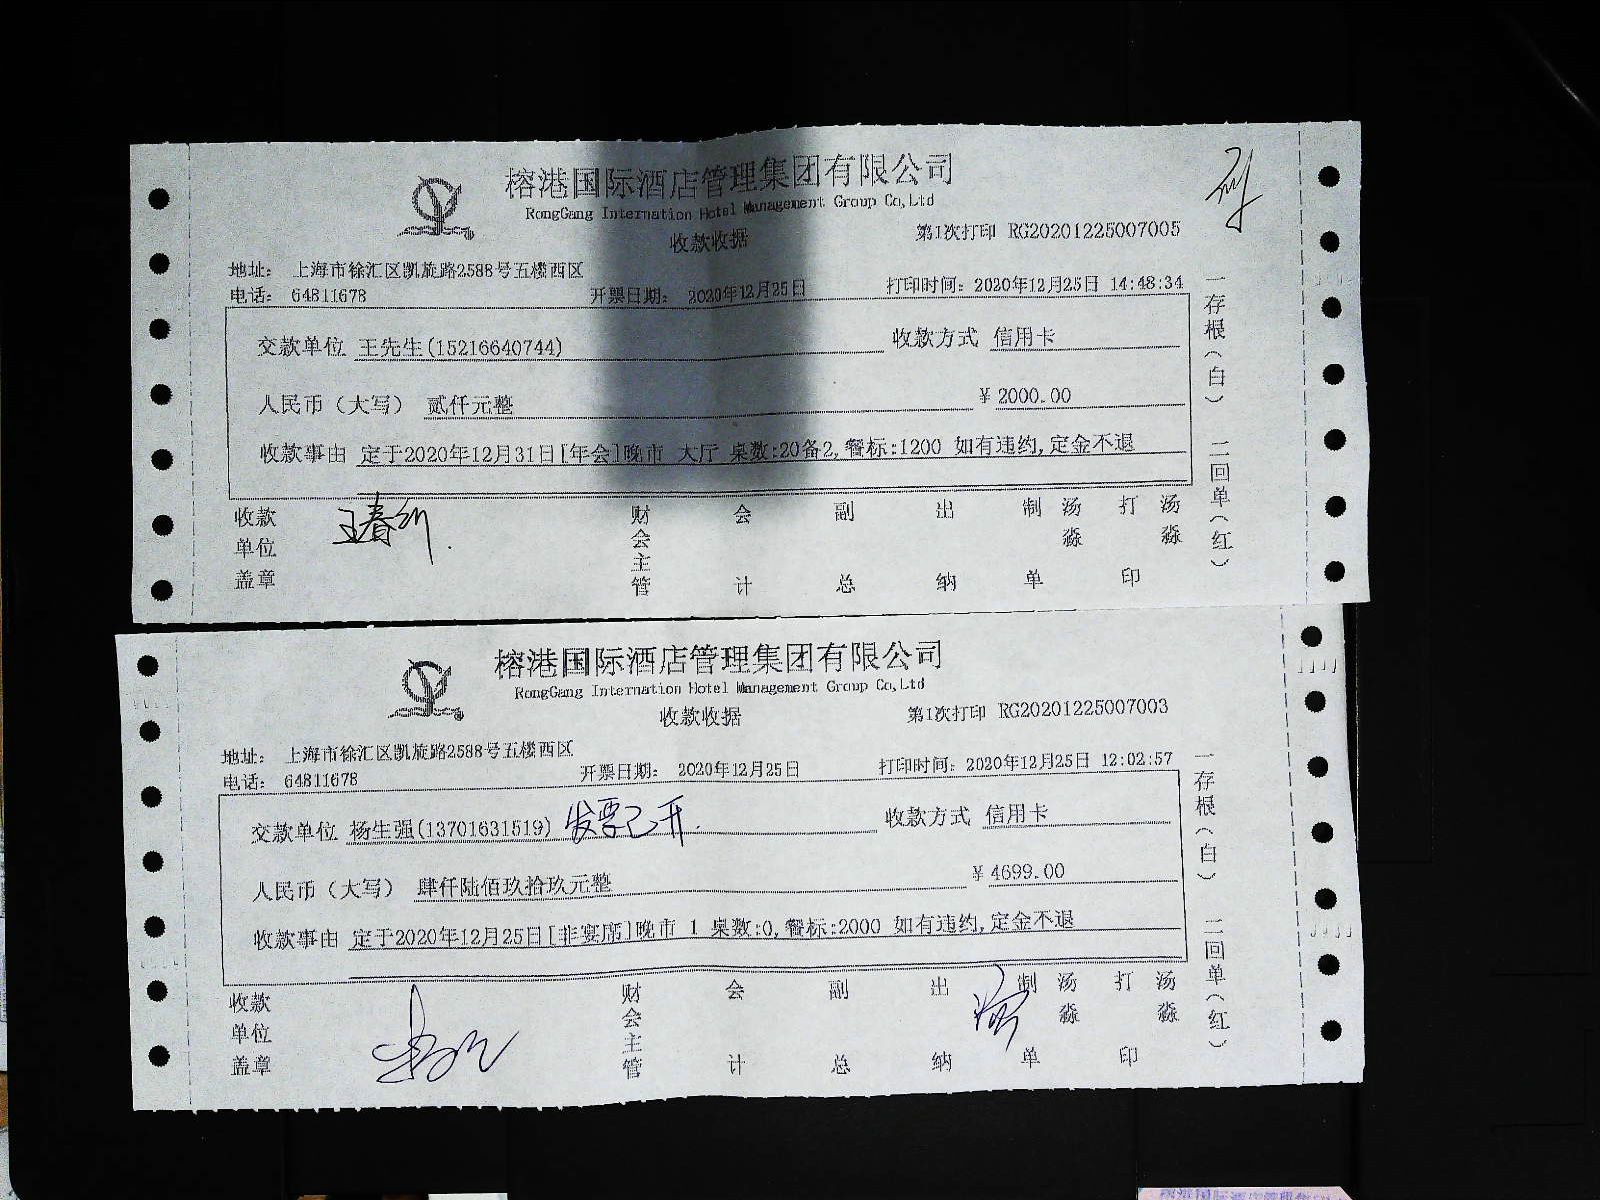 榕港国际酒店管理集团有限公司
RongGang Internation Hotel Management Group Co,Ltd
收款收据
第1次打印 RG20201225007005
地址： 上海市徐汇区凯旋路2588号五楼西区
电话： 64811678
开票日期： 2020年12月25日
打印时间：2020年12月25日 14:48:34
交款单位 王先生(15216640744)
收款方式 信用卡
人民币（大写） 贰仟元整
¥ 2000.00
收款事由 定于2020年12月31日[年会]晚市 大厅 桌数:20备2,餐标:1200 如有违约,定金不退
一存根（白） 二回单（红）
收款单位盖章
财会主管 会计 副总 出纳 制单 汤淼 打印 汤淼
榕港国际酒店管理集团有限公司
RongGang Internation Hotel Management Group Co,Ltd
收款收据
第1次打印 RG20201225007003
地址： 上海市徐汇区凯旋路2588号五楼西区
电话： 64811678
开票日期： 2020年12月25日
打印时间：2020年12月25日 12:02:57
交款单位 杨生强(13701631519) 发票已开.
收款方式 信用卡
人民币（大写） 肆仟陆佰玖拾玖元整
¥ 4699.00
收款事由 定于2020年12月25日[非宴席]晚市 1 桌数:0,餐标:2000 如有违约,定金不退
一存根（白） 二回单（红）
收款单位盖章
财会主管 会计 副总 出纳 制单 汤淼 打印 汤淼